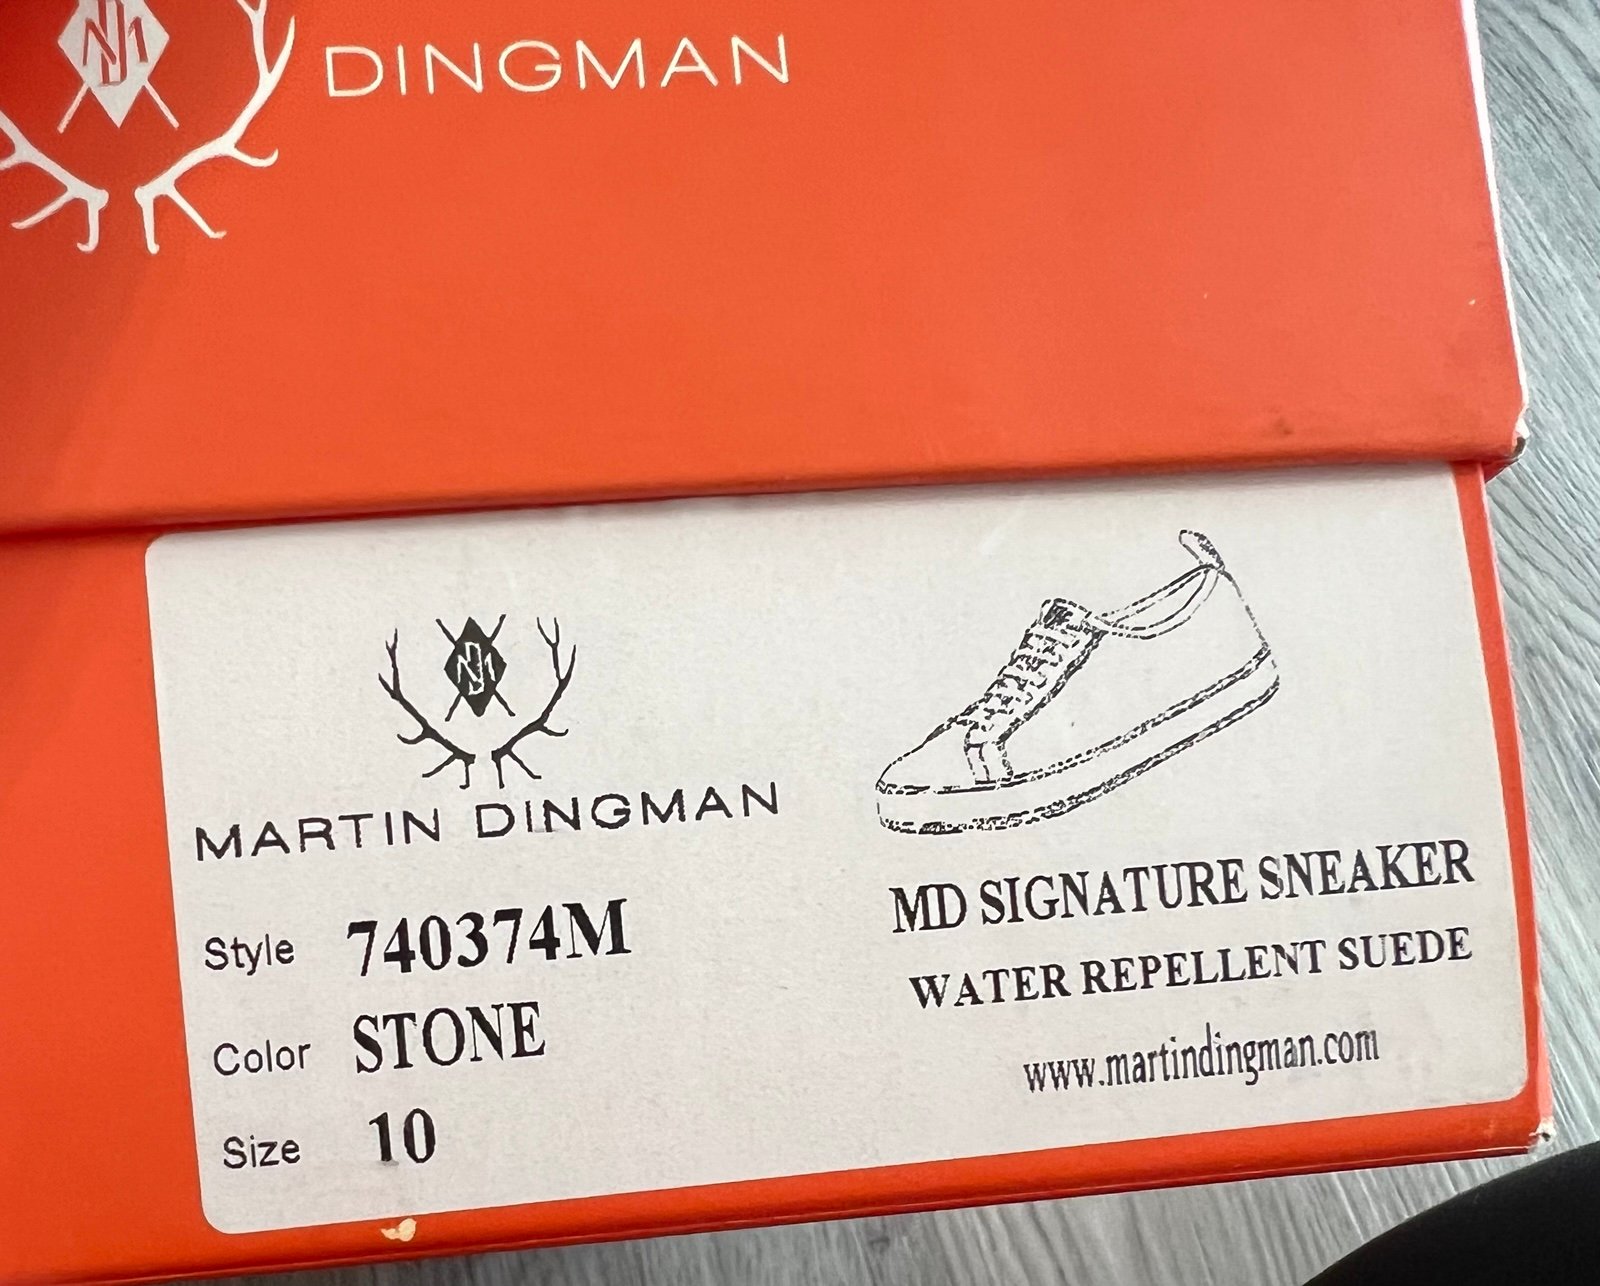 DINGMAN
MARTIN DINGMAN
Style 740374M
Color STONE
Size 10
MD SIGNATURE SNEAKER
WATER REPELLENT SUEDE
www.martindingman.com